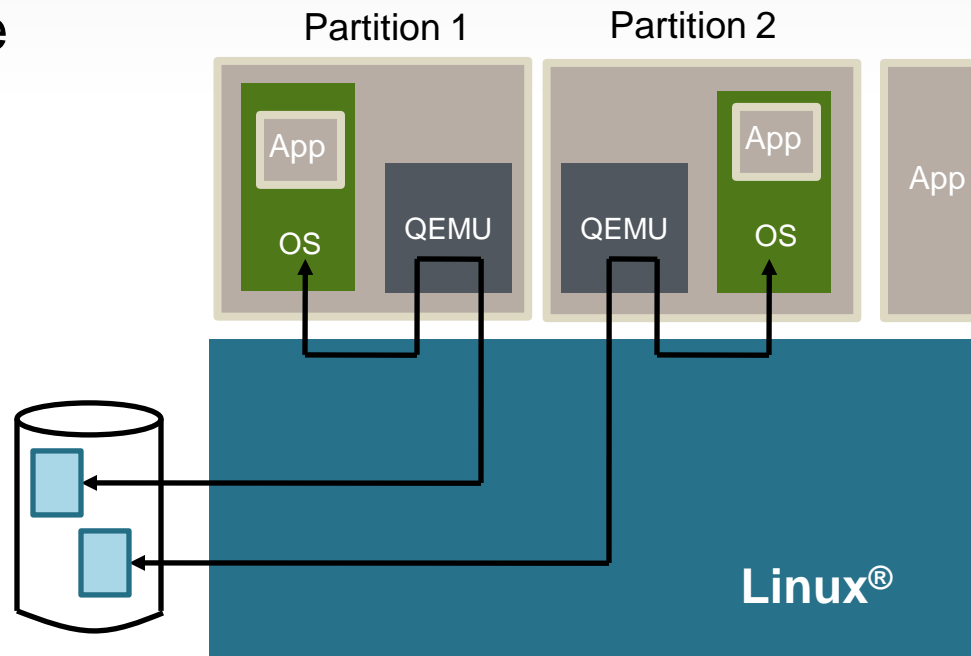 e
Partition 1
Partition 2
App
App
App
QEMU
QEMU
OS
OS
Linux®